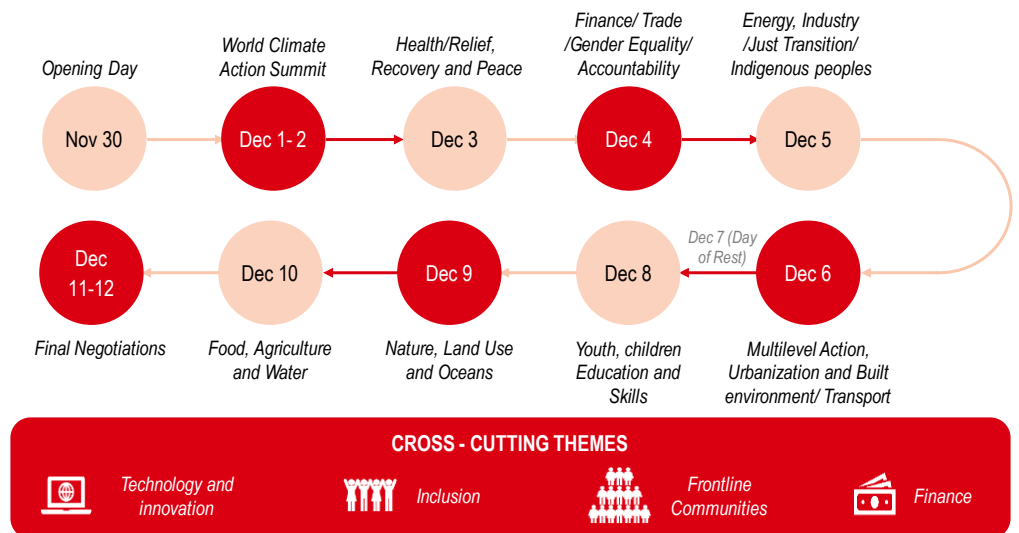 Opening Day
World Climate
Action Summit
Health/Relief,
Recovery and Peace
Finance/ Trade
/Gender Equality/
Accountability
Energy, Industry
/Just Transition/
Indigenous peoples
Nov 30
Dec 1- 2
Dec 3
Dec 4
Dec 5
Dec 6
Dec 7 (Day
of Rest)
Dec 8
Dec 9
Dec 10
Dec
11-12
Multilevel Action,
Urbanization and Built
environment/ Transport
Youth, children
Education and
Skills
Nature, Land Use
and Oceans
Food, Agriculture
and Water
Final Negotiations
CROSS - CUTTING THEMES
Technology and
innovation
Inclusion
Frontline
Communities
Finance